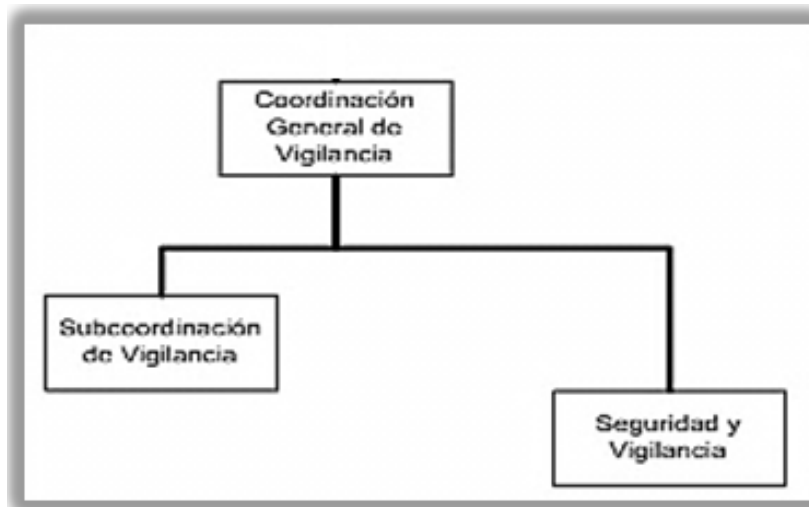 Coordinación
General de
Vigilancia
Subcoordinación
de Vigilancia
Seguridad y
Vigilancia